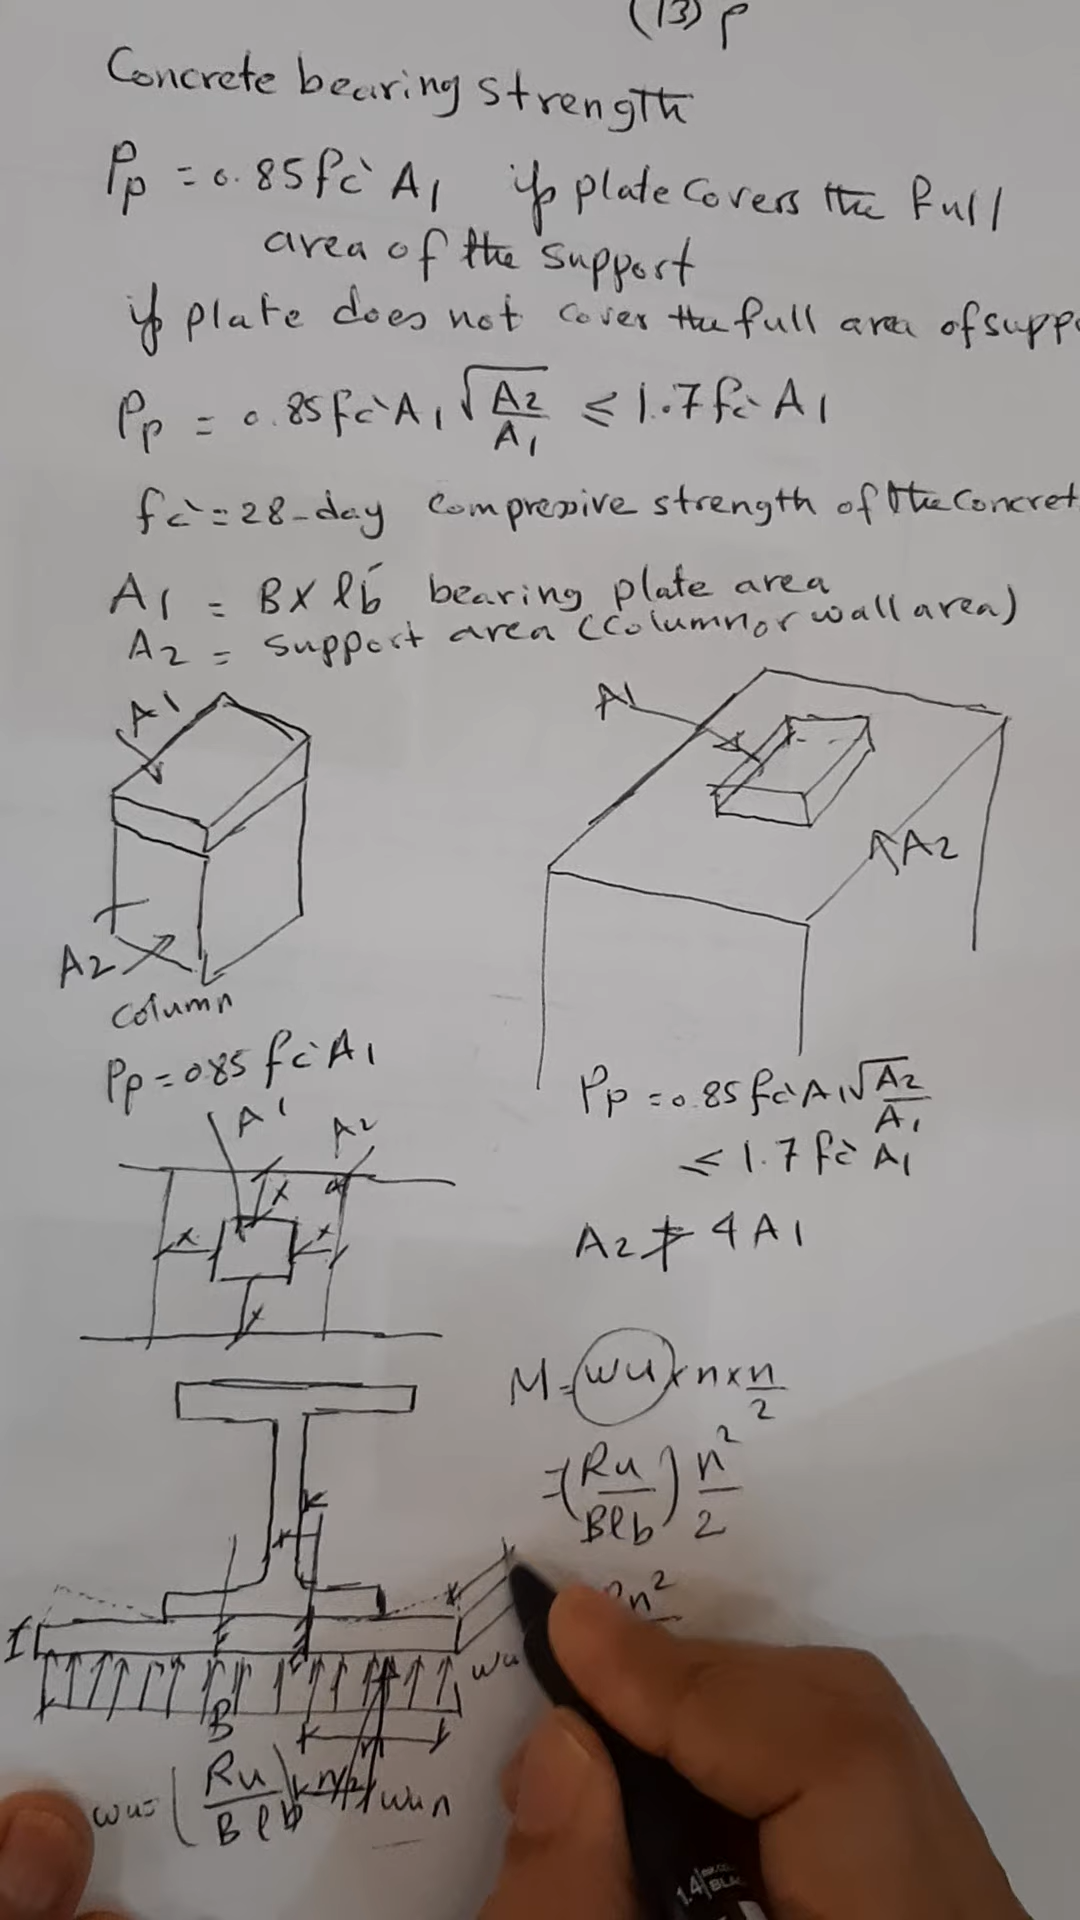 (13) P
Concrete bearing strength
Pp = 0.85 fc' A1 if plate covers the full
area of the support
if plate does not cover the full area of supp
Pp = 0.85 fc' A1 √(A2/A1) ≤ 1.7 fc' A1
fc' = 28-day compressive strength of the concret
A1 = B x lb bearing plate area
A2 = support area (column or wall area)
A1
A1
A2
A2
column
Pp = 0.85 fc' A1
Pp = 0.85 fc' A1 √(A2/A1)
≤ 1.7 fc' A1
A1
A2
x
x
x
x
A2 ≯ 4 A1
M = wu x n x n/2
= (Ru/Blb) n²/2
n²
wu
B
wu = (Ru/Blb)
n/2
wu n
1.4